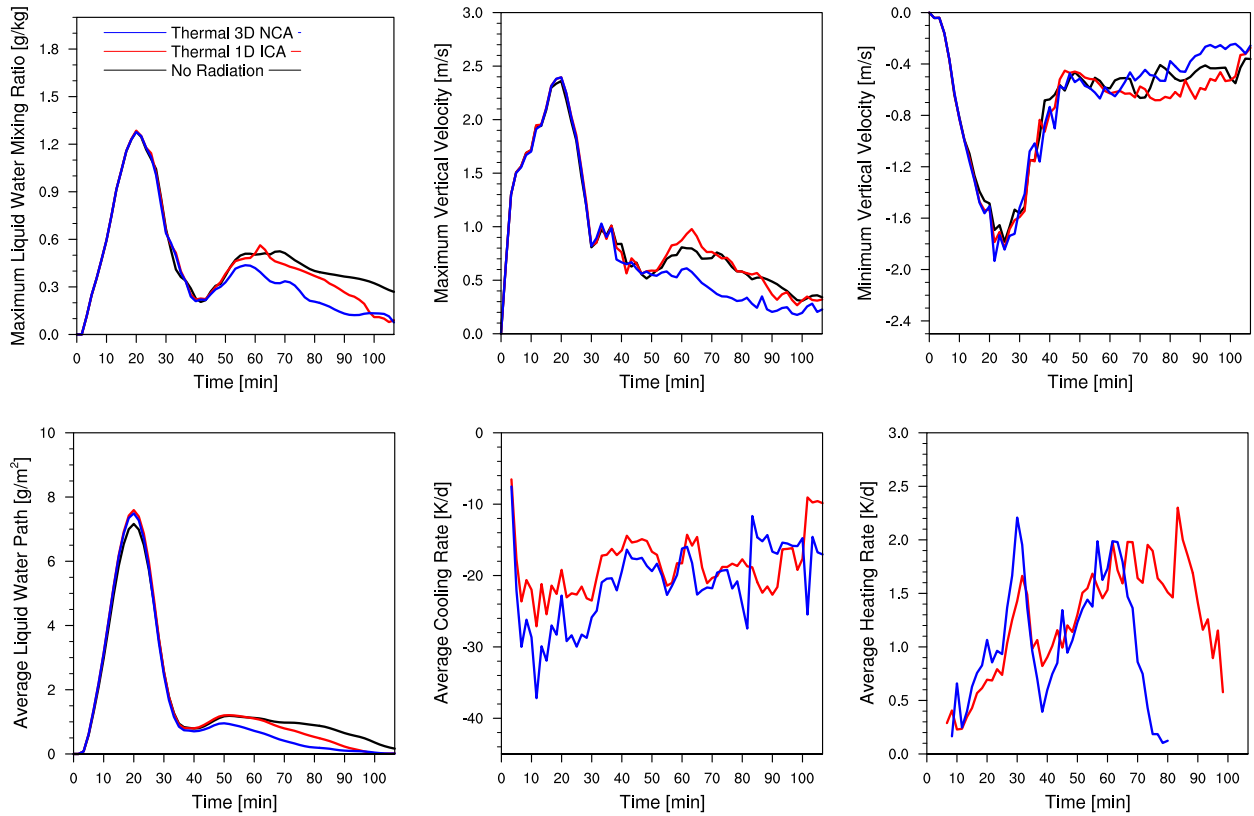 Maximum Liquid Water Mixing Ratio [g/kg]
1.8
1.5
1.2
0.9
0.6
0.3
0.0
Thermal 3D NCA
Thermal 1D ICA
No Radiation
0 10 20 30 40 50 60 70 80 90 100
Time [min]
Maximum Vertical Velocity [m/s]
3.0
2.5
2.0
1.5
1.0
0.5
0.0
0 10 20 30 40 50 60 70 80 90 100
Time [min]
Minimum Vertical Velocity [m/s]
0.0
-0.4
-0.8
-1.2
-1.6
-2.0
-2.4
0 10 20 30 40 50 60 70 80 90 100
Time [min]
Average Liquid Water Path [g/m²]
10
8
6
4
2
0
0 10 20 30 40 50 60 70 80 90 100
Time [min]
Average Cooling Rate [K/d]
0
-10
-20
-30
-40
0 10 20 30 40 50 60 70 80 90 100
Time [min]
Average Heating Rate [K/d]
3.0
2.5
2.0
1.5
1.0
0.5
0.0
0 10 20 30 40 50 60 70 80 90 100
Time [min]